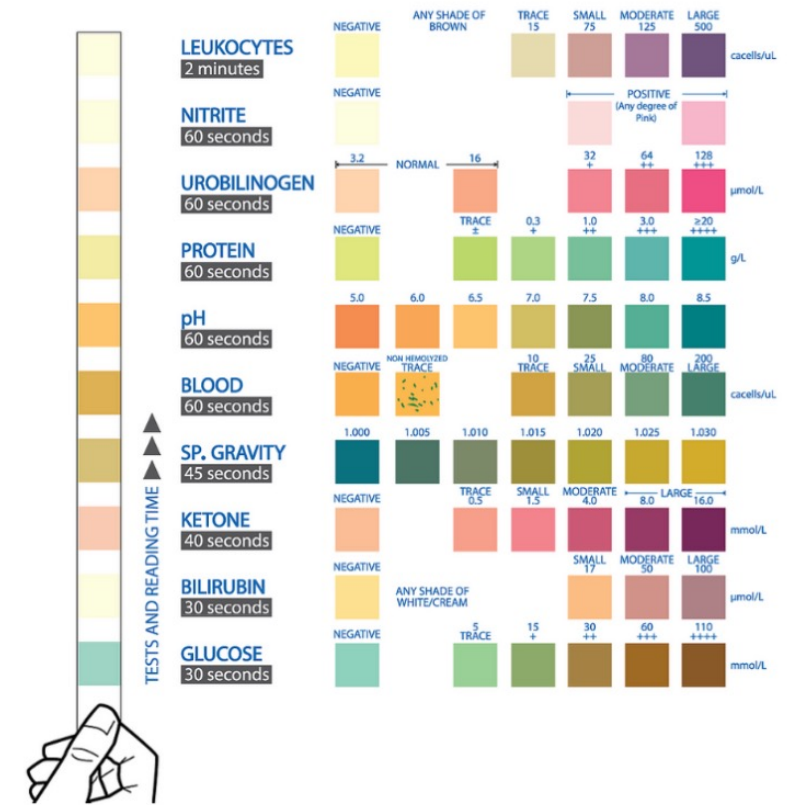 LEUKOCYTES
2 minutes
NEGATIVE
ANY SHADE OF
BROWN
TRACE SMALL MODERATE LARGE
15 75 125 500
cacells/uL
NITRITE
60 seconds
NEGATIVE
POSITIVE
(Any degree of
Pink)
UROBILINOGEN
60 seconds
3.2 NORMAL 16 32 64 128
+ ++ +++
µmol/L
PROTEIN
60 seconds
NEGATIVE
TRACE 0.3 1.0 3.0 ≥20
± + ++ +++ ++++
g/L
pH
60 seconds
5.0 6.0 6.5 7.0 7.5 8.0 8.5
BLOOD
60 seconds
NEGATIVE
NON HEMOLYZED
TRACE
10 25 80 200
TRACE SMALL MODERATE LARGE
cacells/uL
SP. GRAVITY
45 seconds
1.000 1.005 1.010 1.015 1.020 1.025 1.030
KETONE
40 seconds
NEGATIVE
TRACE SMALL MODERATE LARGE
0.5 1.5 4.0 8.0 16.0
mmol/L
BILIRUBIN
30 seconds
NEGATIVE
ANY SHADE OF
WHITE/CREAM
SMALL MODERATE LARGE
17 50 100
µmol/L
GLUCOSE
30 seconds
NEGATIVE
5 15 30 60 110
TRACE + ++ +++ ++++
mmol/L
TESTS AND READING TIME